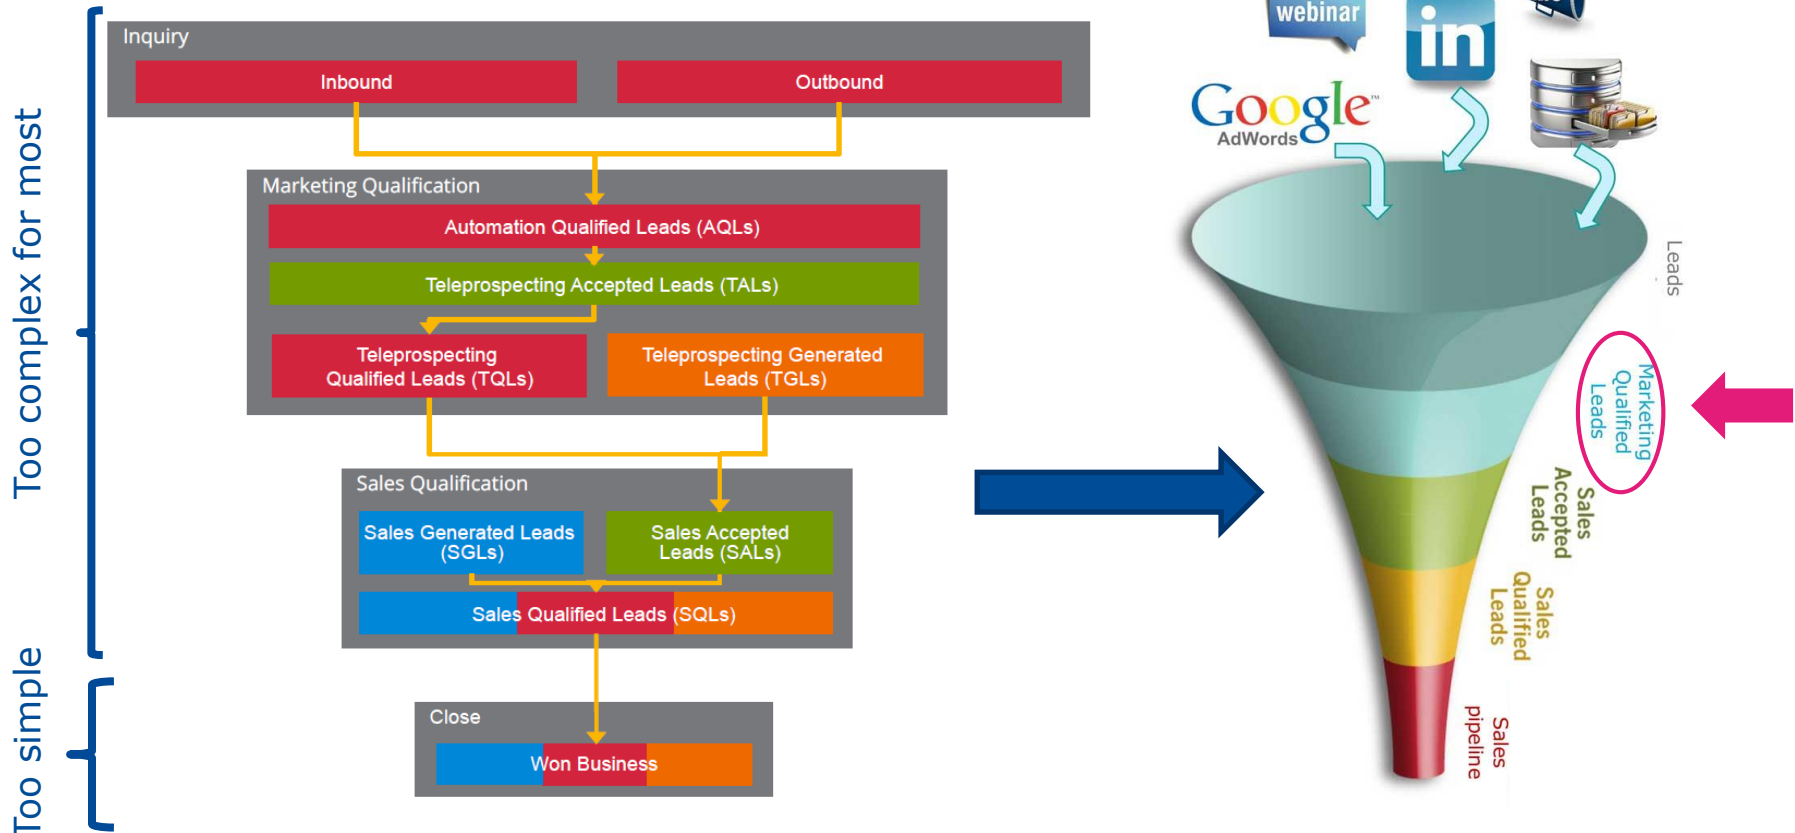 Too complex for most
Too simple
Inquiry
Inbound
Outbound
Marketing Qualification
Automation Qualified Leads (AQLs)
Teleprospecting Accepted Leads (TALs)
Teleprospecting
Qualified Leads (TQLs)
Teleprospecting Generated
Leads (TGLs)
Sales Qualification
Sales Generated Leads
(SGLs)
Sales Accepted
Leads (SALs)
Sales Qualified Leads (SQLs)
Close
Won Business
webinar
in
Google™
AdWords
Leads
Marketing
Qualified
Leads
Sales
Accepted
Leads
Sales
Qualified
Leads
Sales
pipeline